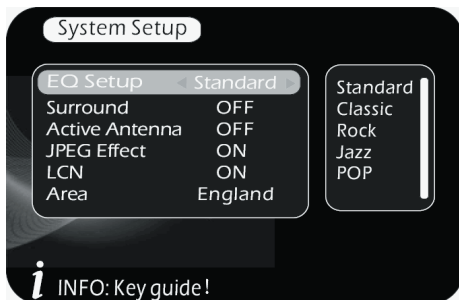 System Setup
EQ Setup Standard
Surround OFF
Active Antenna OFF
JPEG Effect ON
LCN ON
Area England
Standard
Classic
Rock
Jazz
POP
i INFO: Key guide!